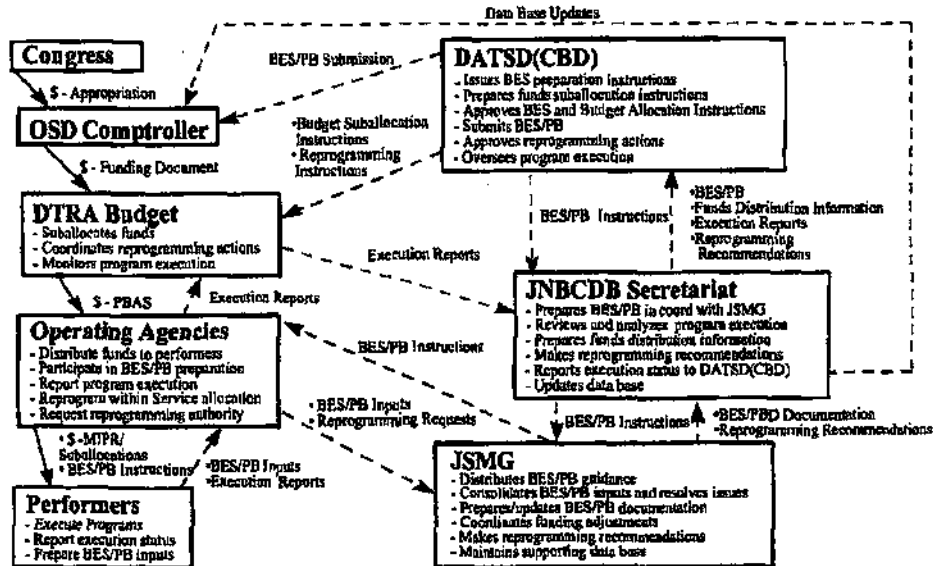 Data Base Updates
Congress
$ - Appropriation
OSD Comptroller
$ - Funding Document
BES/PB Submission
•Budget Suballocation
Instructions
• Reprogramming
Instructions
DATSD(CBD)
- Issues BES preparation instructions
- Prepares funds suballocation instructions
- Approves BES and Budget Allocation Instructions
- Submits BES/PB
- Approves reprogramming actions
- Oversees program execution
DTRA Budget
- Suballocates funds
- Coordinates reprogramming actions
- Monitors program execution
BES/PB Instructions
•BES/PB
•Funds Distribution Information
•Execution Reports
•Reprogramming
Recommendations
Execution Reports
$ - PBAS
Execution Reports
JNBCDB Secretariat
- Prepares BES/PB in coord with JSMG
- Reviews and analyzes program execution
- Prepares funds distribution information
- Makes reprogramming recommendations
- Reports execution status to DATSD(CBD)
- Updates data base
Operating Agencies
- Distribute funds to performers
- Participate in BES/PB preparation
- Report program execution
- Reprogram within Service allocation
- Request reprogramming authority
BES/PB Instructions
• BES/PB Inputs
• Reprogramming Requests
BES/PB Instructions
•BES/PBD Documentation
•Reprogramming Recommendations
• $ -MIPR/
Suballocations
• BES/PB Instructions
•BES/PB Inputs
•Execution Reports
Performers
- Execute Programs
- Report execution status
- Prepare BES/PB inputs
JSMG
- Distributes BES/PB guidance
- Consolidates BES/PB inputs and resolves issues
- Prepares/updates BES/PB documentation
- Coordinates funding adjustments
- Makes reprogramming recommendations
- Maintains supporting data base